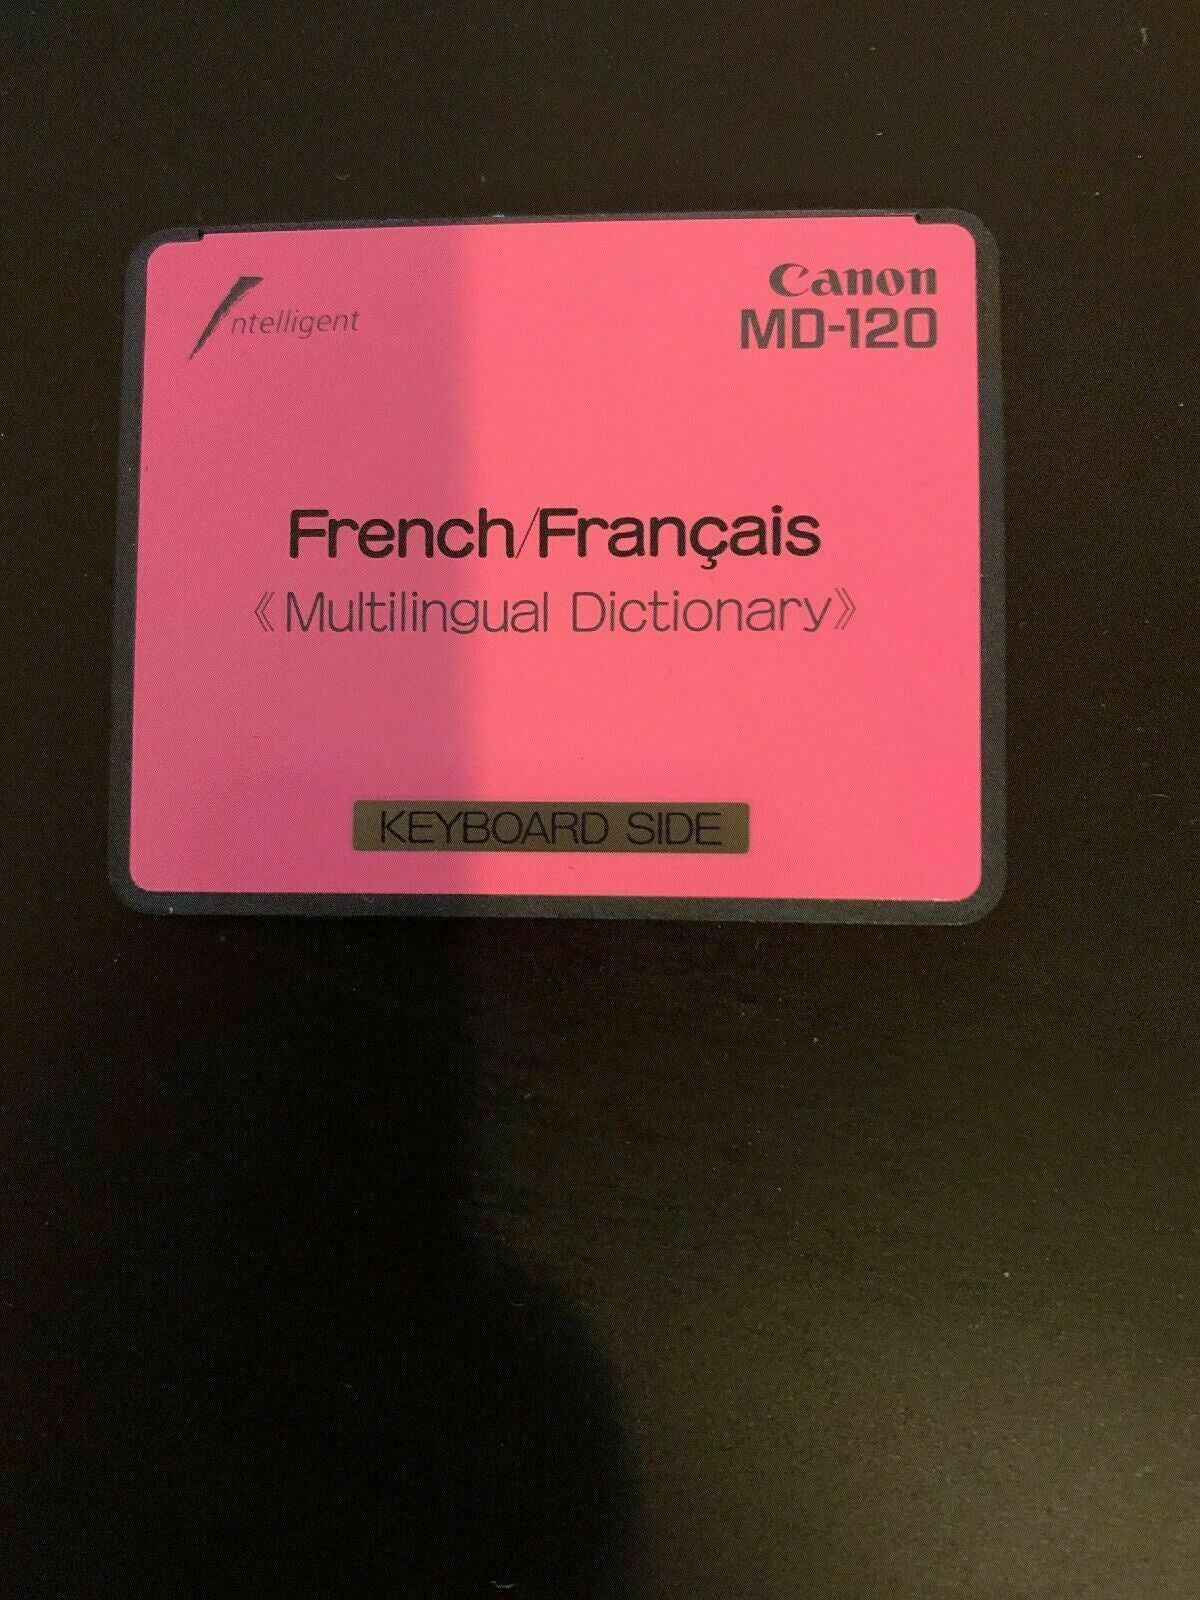 Intelligent
Canon
MD-120
French/Français
《Multilingual Dictionary》
KEYBOARD SIDE